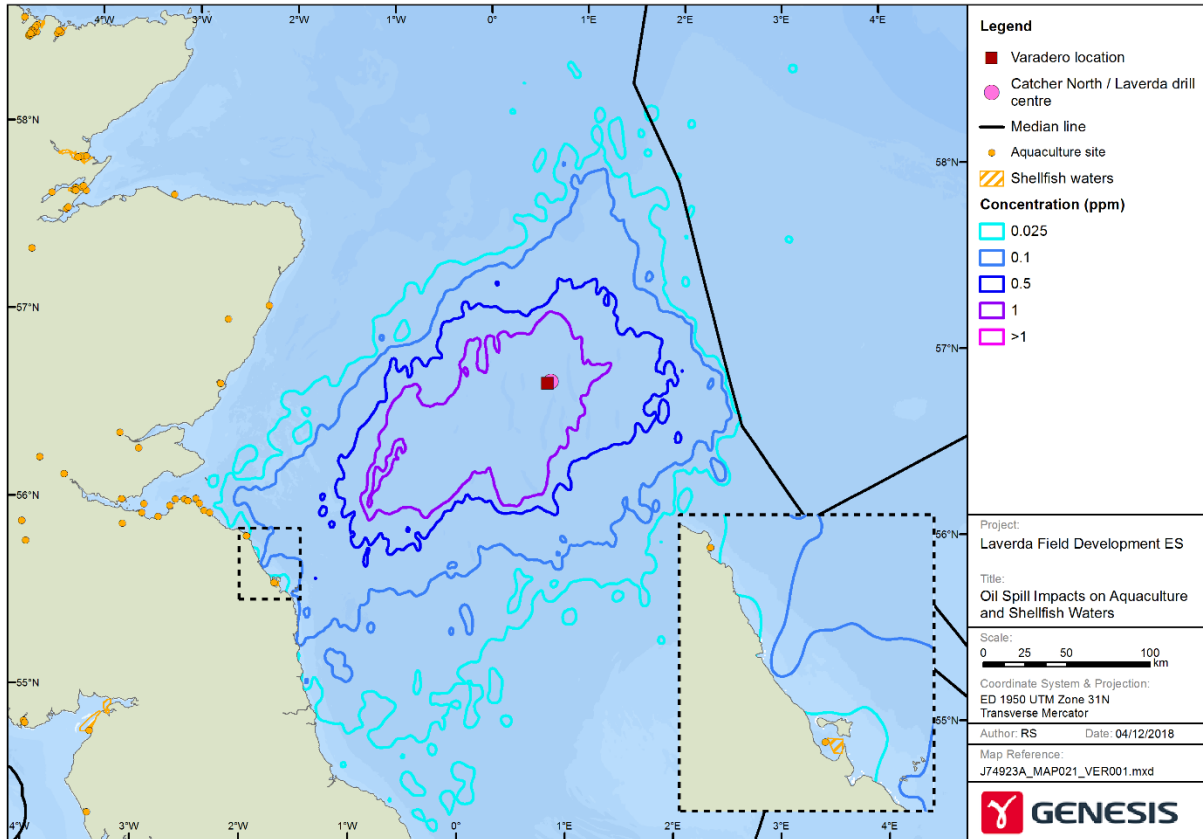 4°W
3°W
2°W
1°W
0°
1°E
2°E
3°E
4°E
58°N
58°N
57°N
57°N
56°N
56°N
55°N
55°N
4°W
3°W
2°W
1°W
0°
1°E
2°E
3°E
4°E
Legend
Varadero location
Catcher North / Laverda drill
centre
Median line
Aquaculture site
Shellfish waters
Concentration (ppm)
0.025
0.1
0.5
1
>1
Project:
Laverda Field Development ES
Title:
Oil Spill Impacts on Aquaculture
and Shellfish Waters
Scale:
0 25 50 100
km
Coordinate System & Projection:
ED 1950 UTM Zone 31N
Transverse Mercator
Author: RS Date: 04/12/2018
Map Reference:
J74923A_MAP021_VER001.mxd
GENESIS